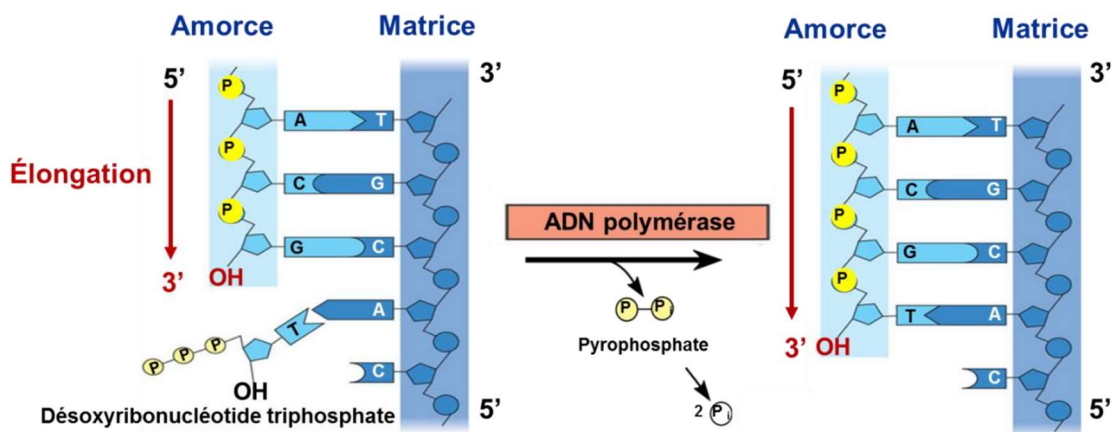 Amorce Matrice
5’ 3’
P
A T
P
Élongation
C G
P
G C
3’ OH
A
T
P P P
C
OH
Désoxyribonucléotide triphosphate 5’
ADN polymérase
P P i
Pyrophosphate
2 P i
Amorce Matrice
5’ 3’
P
A T
P
C G
P
G C
P
T A
3’ OH
C
5’